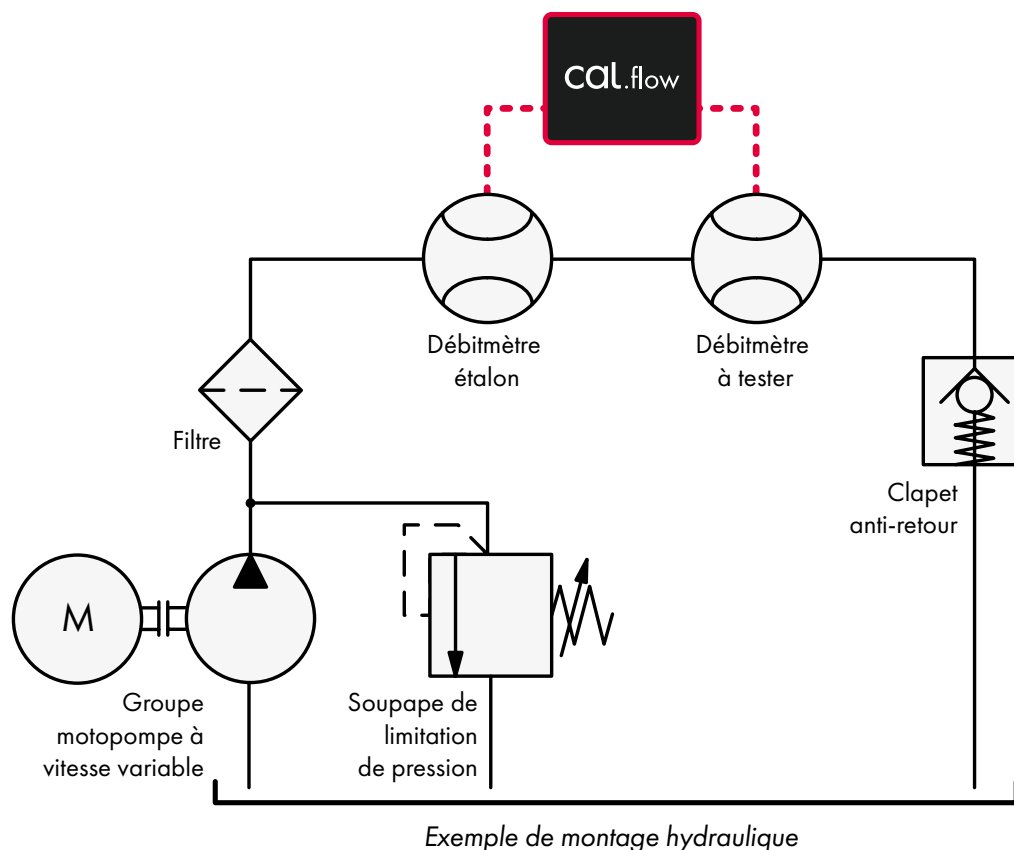 cal.flow
Débitmètre
étalon
Débitmètre
à tester
Filtre
Clapet
anti-retour
M
Groupe
motopompe à
vitesse variable
Soupape de
limitation
de pression
Exemple de montage hydraulique